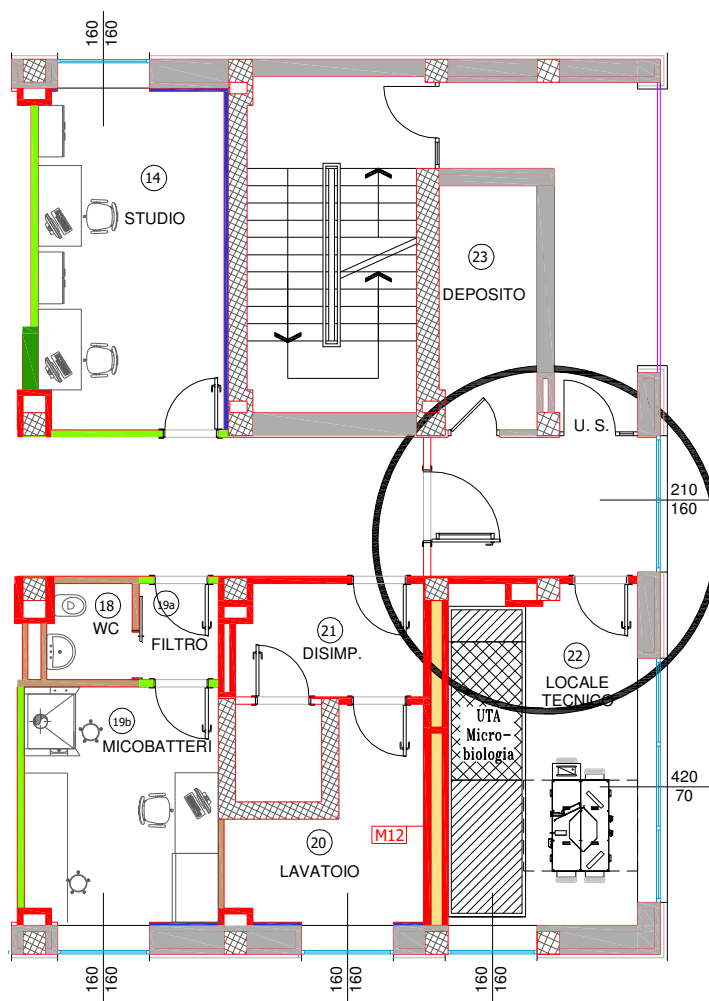 160
160
14
STUDIO
23
DEPOSITO
U. S.
210
160
18
WC
19a
FILTRO
21
DISIMP.
22
LOCALE
TECNICO
19b
MICOBATTERI
UTA
Micro-
biologia
420
70
M12
20
LAVATOIO
160
160
160
160
160
160